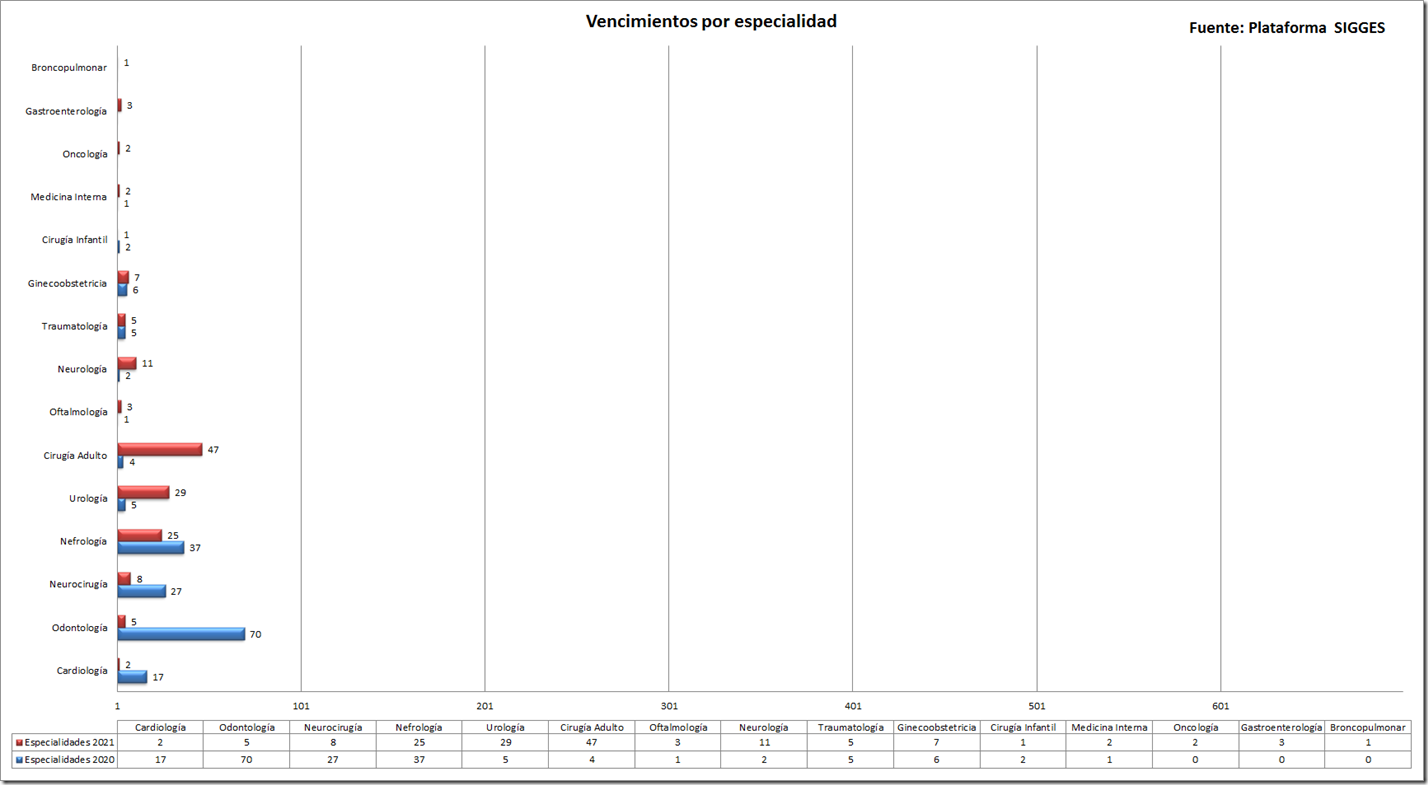 Vencimientos por especialidad
Fuente: Plataforma SIGGES
Broncopulmonar 1
Gastroenterología 3
Oncología 2
Medicina Interna 2
1
Cirugía Infantil 1
2
Ginecoobstetricia 7
6
Traumatología 5
5
Neurología 11
2
Oftalmología 3
1
Cirugía Adulto 47
4
Urología 29
5
Nefrología 25
37
Neurocirugía 8
27
Odontología 5
70
Cardiología 2
17
1 101 201 301 401 501 601
Cardiología Odontología Neurocirugía Nefrología Urología Cirugía Adulto Oftalmología Neurología Traumatología Ginecoobstetricia Cirugía Infantil Medicina Interna Oncología Gastroenterología Broncopulmonar
Especialidades 2021 2 5 8 25 29 47 3 11 5 7 1 2 2 3 1
Especialidades 2020 17 70 27 37 5 4 1 2 5 6 2 1 0 0 0